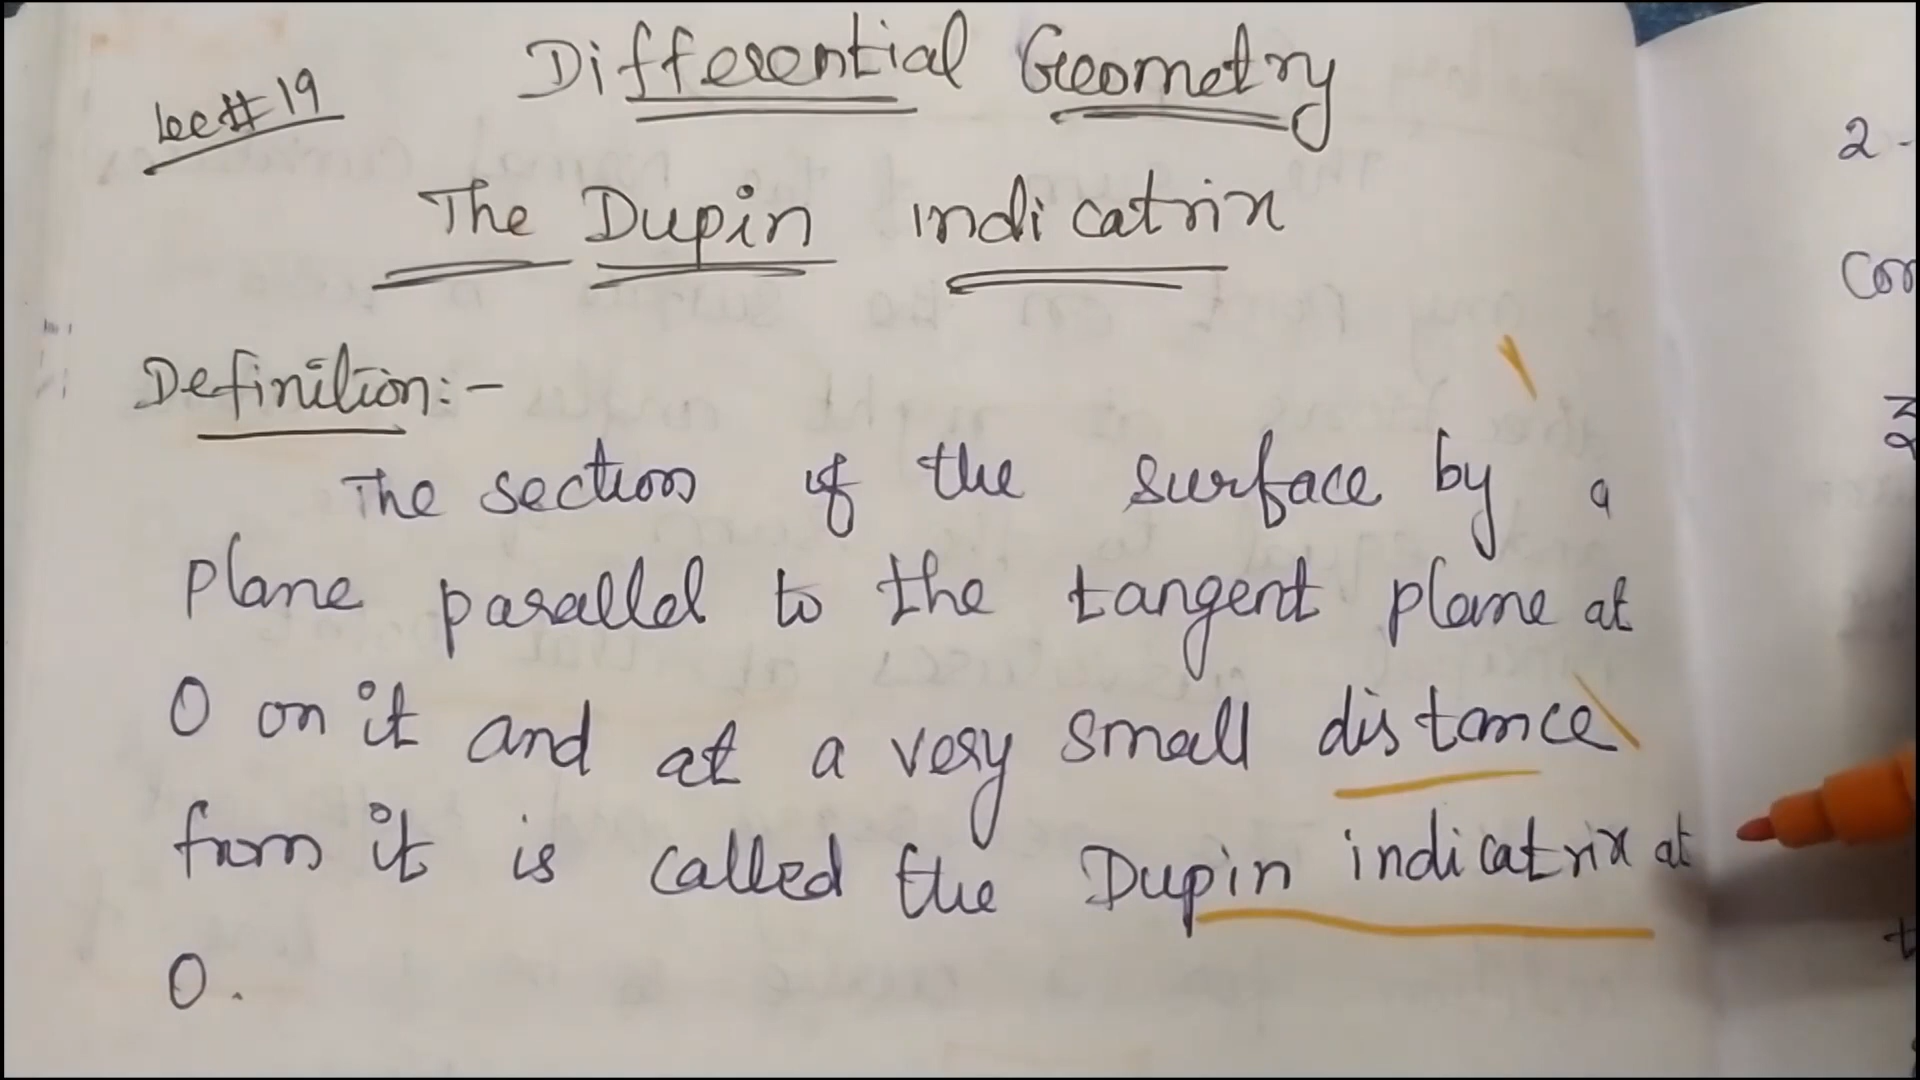 Lec# 19
Differential Geometry
The Dupin indicatrix
Definition:-
The section of the surface by a
plane parallel to the tangent plane at
O on it and at a very small distance
from it is called the Dupin indicatrix at
O.
2 -